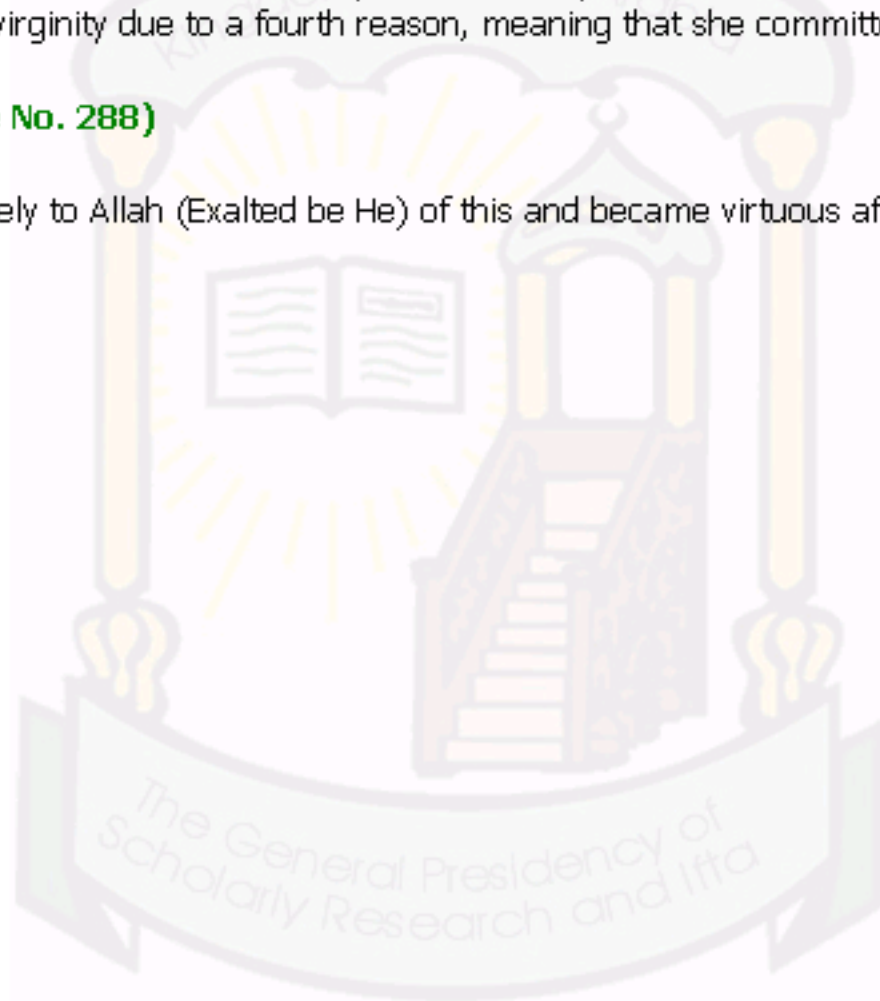 virginity due to a fourth reason, meaning that she committ
No. 288)
ely to Allah (Exalted be He) of this and became virtuous af
The General Presidency of
Scholarly Research and Ifta